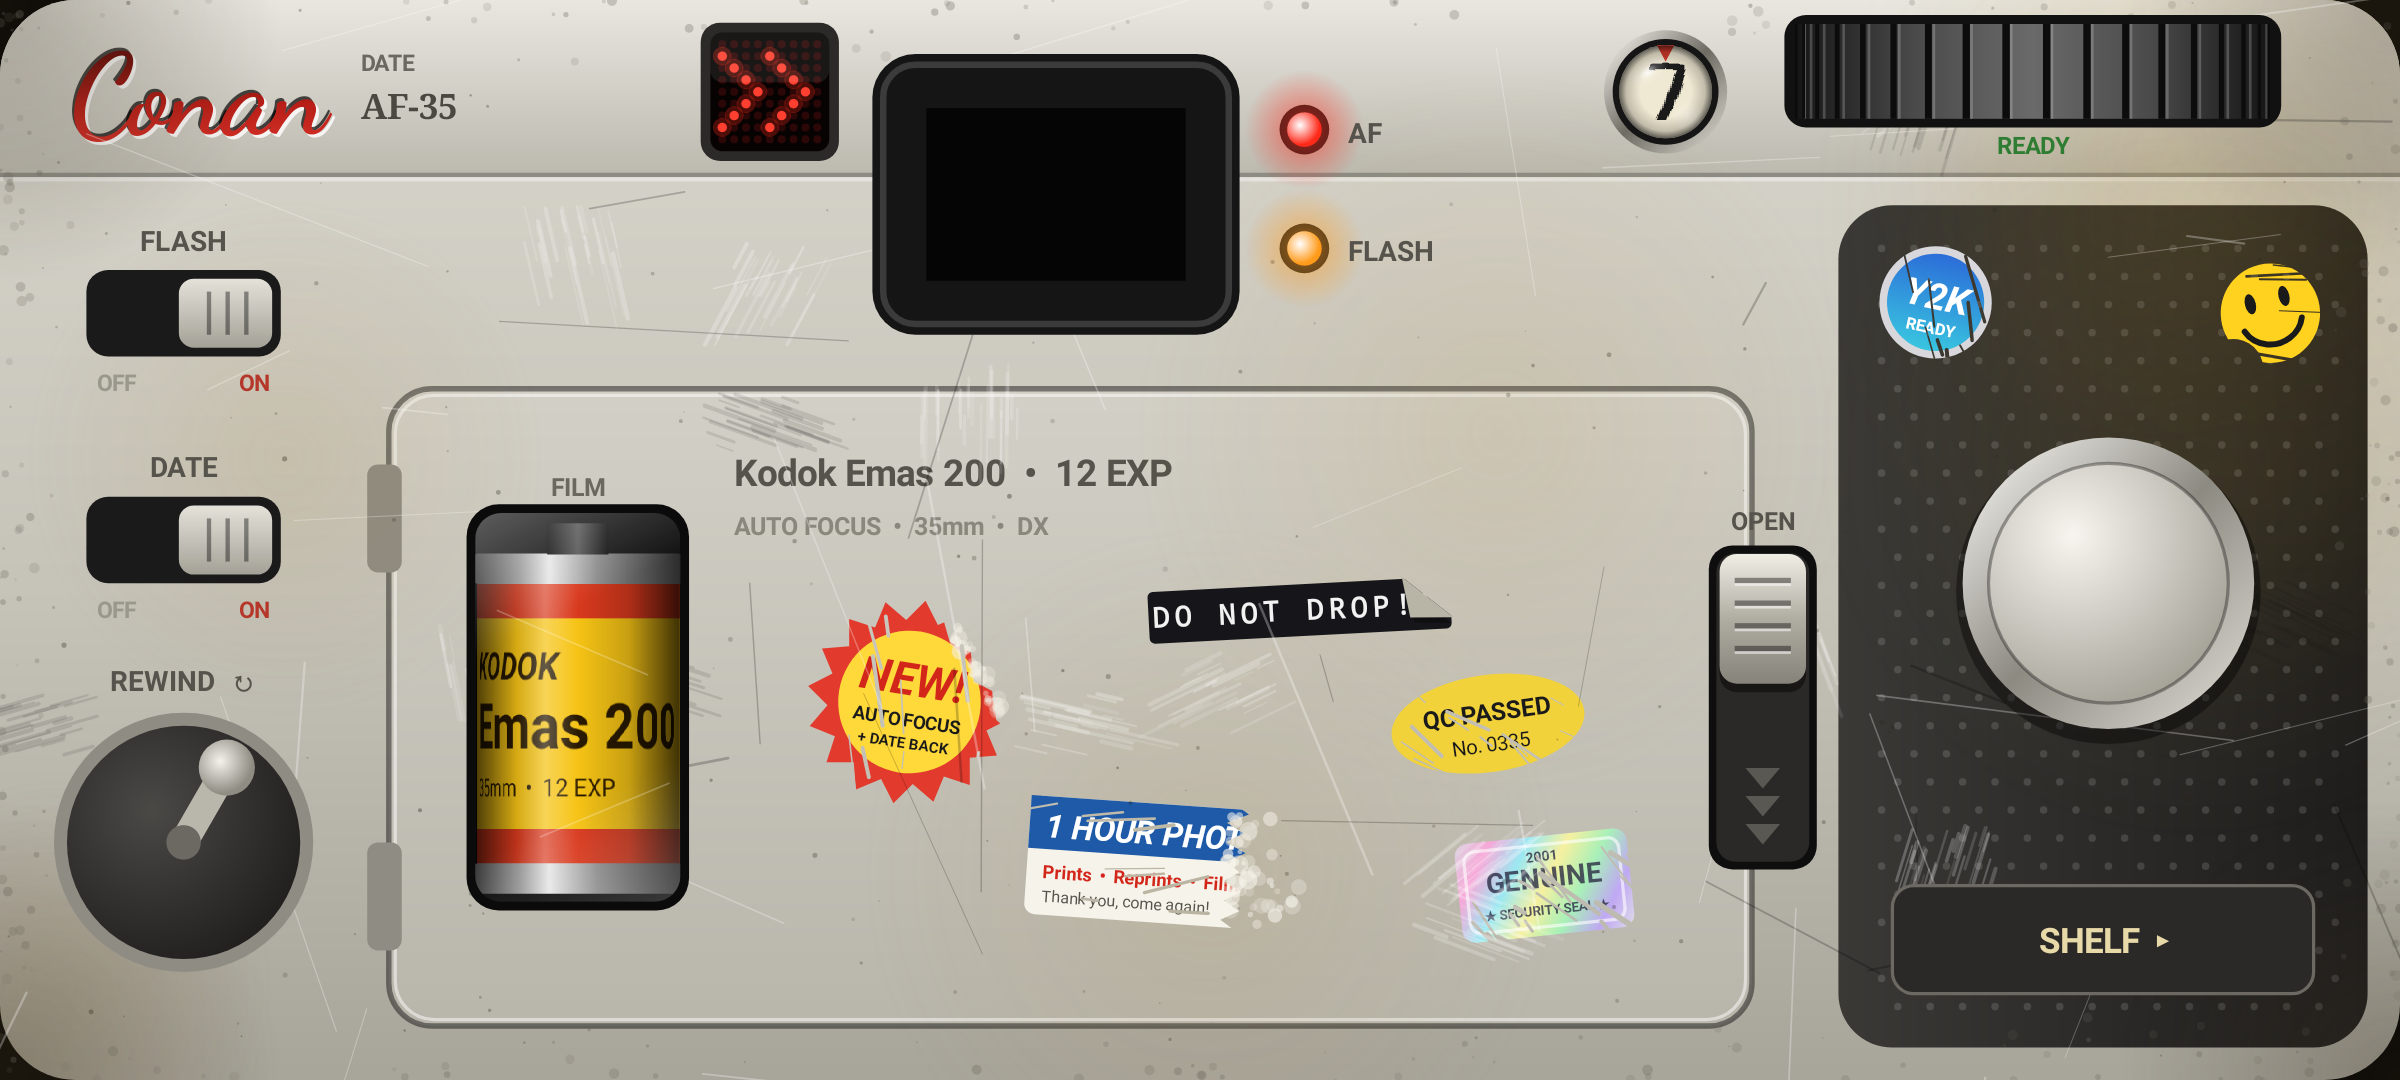 Conan
DATE
AF-35
AF
FLASH
7
READY
FLASH
OFF
ON
DATE
OFF
ON
REWIND ↻
FILM
KODOK
Emas 200
35mm • 12 EXP
Kodok Emas 200 • 12 EXP
AUTO FOCUS • 35mm • DX
NEW!
AUTO FOCUS
+ DATE BACK
DO NOT DROP!
QC PASSED
No. 0335
1 HOUR PHOT
Prints • Reprints • Film
Thank you, come again!
2001
GENUINE
★ SECURITY SEAL ★
OPEN
Y2K
READY
SHELF ▸